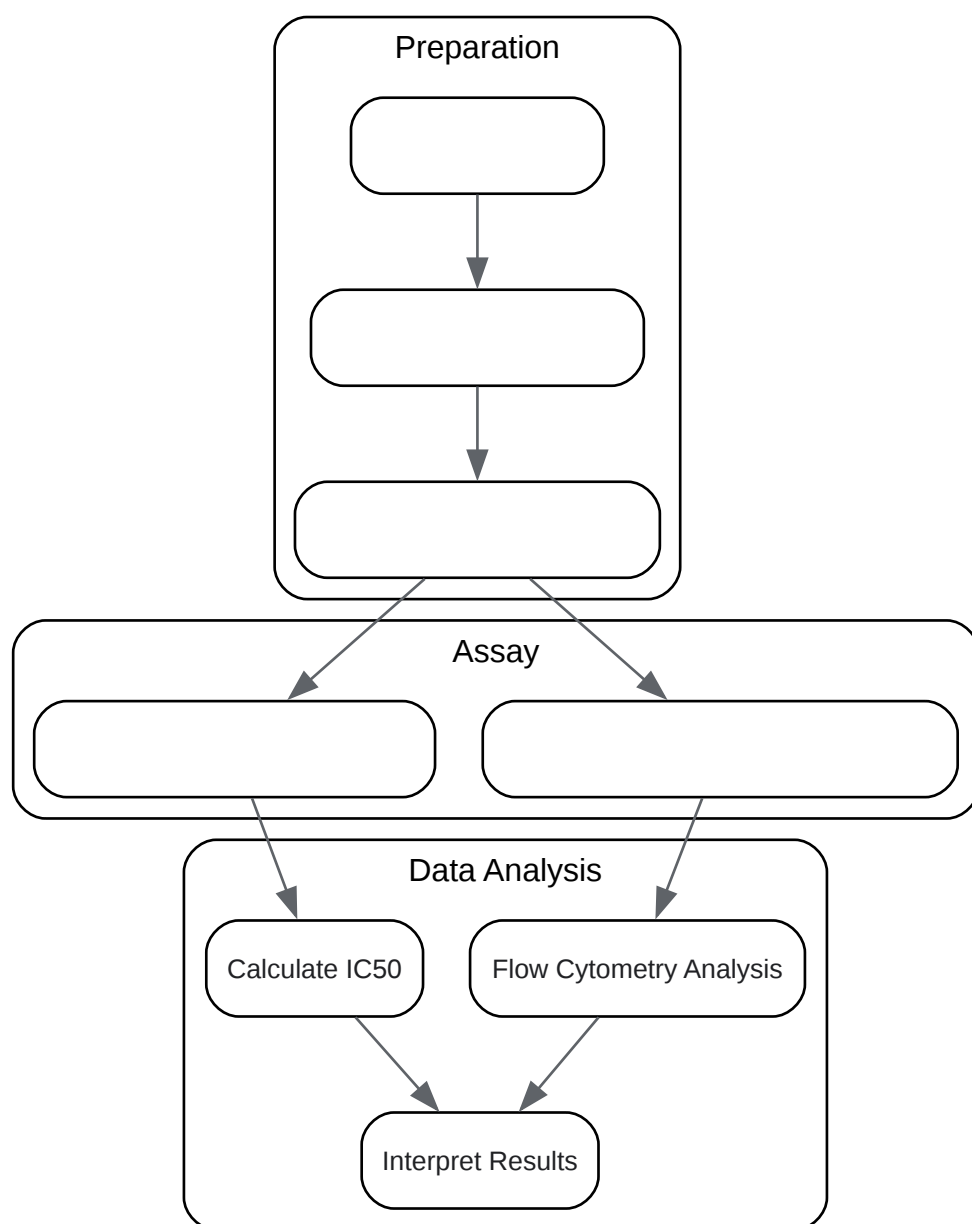 Preparation
Assay
Data Analysis
Calculate IC50
Flow Cytometry Analysis
Interpret Results